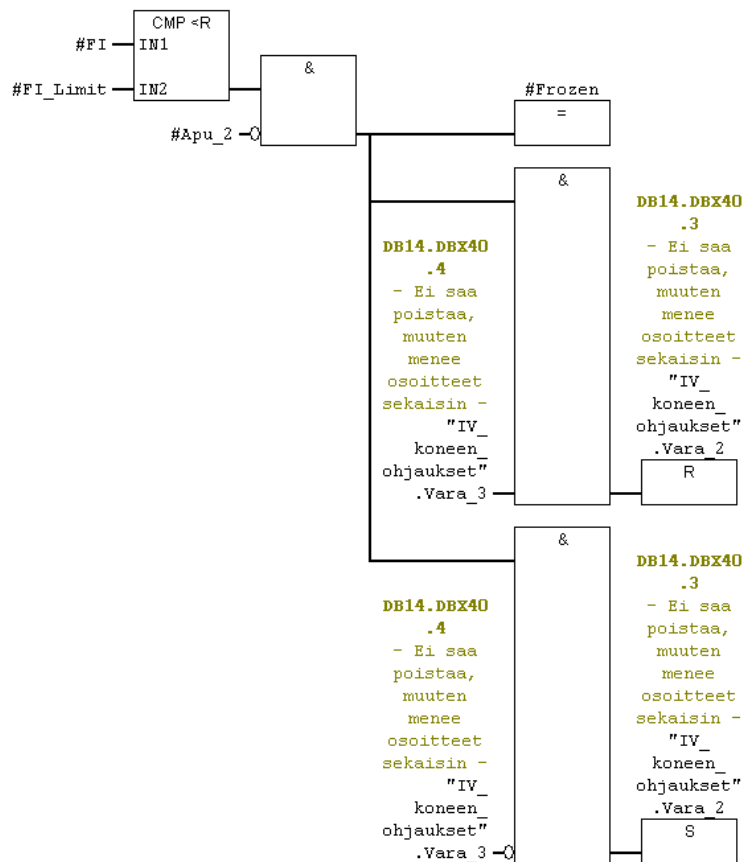 CMP <R
#FI
IN1
#FI_Limit
IN2
&
#Apu_2
#Frozen
=
&
DB14.DBX40
.4
- Ei saa
poistaa,
muuten
menee
osoitteet
sekaisin -
"IV_
koneen_
ohjaukset"
.Vara_3
DB14.DBX40
.3
- Ei saa
poistaa,
muuten
menee
osoitteet
sekaisin -
"IV_
koneen_
ohjaukset"
.Vara_2
R
&
DB14.DBX40
.4
- Ei saa
poistaa,
muuten
menee
osoitteet
sekaisin -
"IV_
koneen_
ohjaukset"
.Vara_3
DB14.DBX40
.3
- Ei saa
poistaa,
muuten
menee
osoitteet
sekaisin -
"IV_
koneen_
ohjaukset"
.Vara_2
S